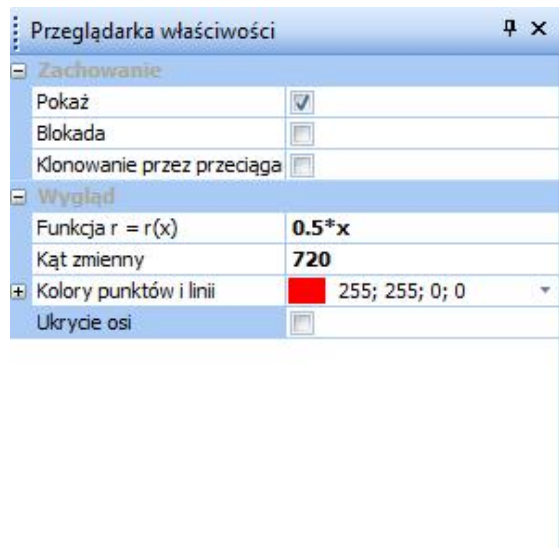 Przeglądarka właściwości
Zachowanie
Pokaż
Blokada
Klonowanie przez przeciąga
Wygląd
Funkcja r = r(x) 0.5*x
Kąt zmienny 720
Kolory punktów i linii 255; 255; 0; 0
Ukrycie osi